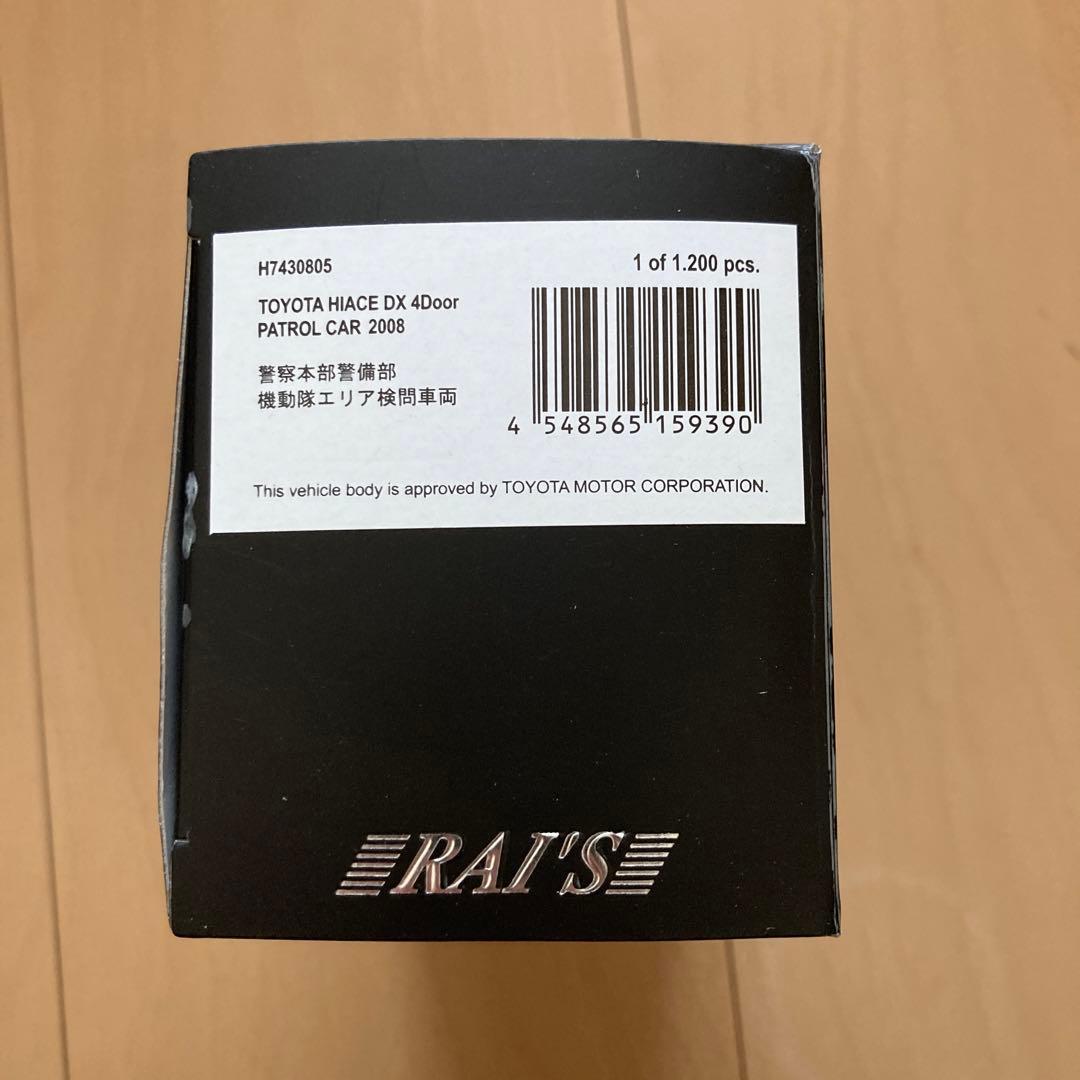 H7430805
1 of 1.200 pcs.
TOYOTA HIACE DX 4Door
PATROL CAR 2008
警察本部警備部
機動隊エリア検問車両
4 548565 159390
This vehicle body is approved by TOYOTA MOTOR CORPORATION.
RAI'S